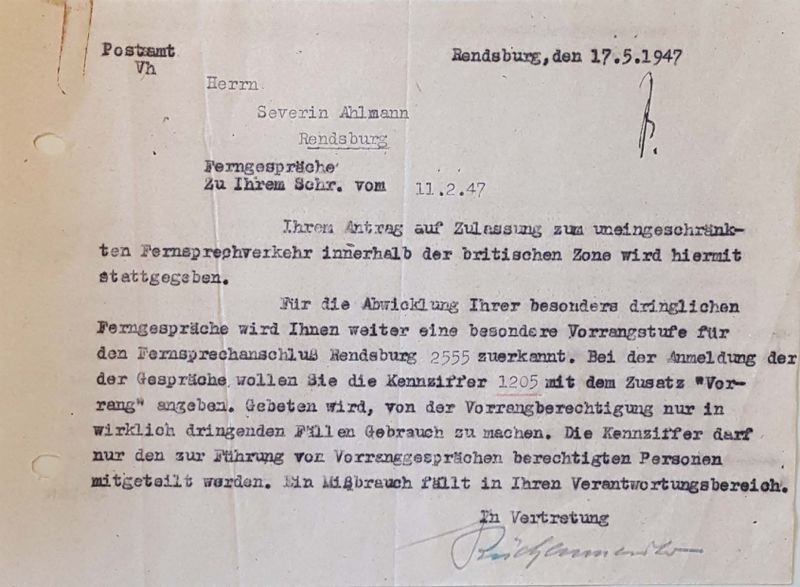 Postamt
Vh
Rendsburg, den 17.5.1947
Herrn
Severin Ahlmann
Rendsburg
Ferngespräche
Zu Ihrem Schr. vom 11.2.47
Ihrem Antrag auf Zulassung zum uneingeschränk-
ten Fernsprechverkehr innerhalb der britischen Zone wird hiermit
stattgegeben.
Für die Abwicklung Ihrer besonders dringlichen
Ferngespräche wird Ihnen weiter eine besondere Vorrangstufe für
den Fernsprechanschluß Rendsburg 2555 zuerkannt. Bei der Anmeldung der
der Gespräche wollen Sie die Kennziffer 1205 mit dem Zusatz "Vor-
rang" angeben. Gebeten wird, von der Vorrangberechtigung nur in
wirklich dringenden Fällen Gebrauch zu machen. Die Kennziffer darf
nur den zur Führung von Vorranggesprächen berechtigten Personen
mitgeteilt werden. Ein Mißbrauch fällt in Ihren Verantwortungsbereich.
In Vertretung